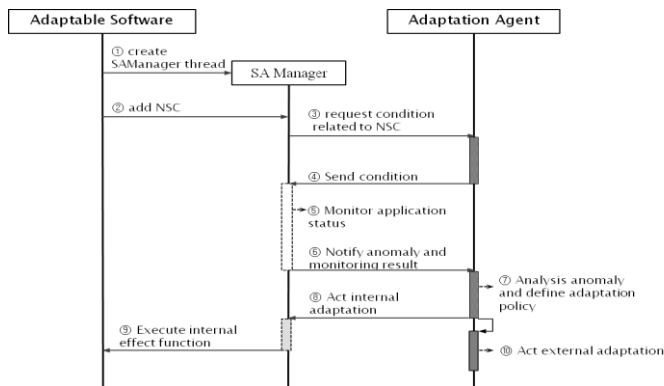 Adaptable Software
Adaptation Agent
① create
SAManager thread
SA Manager
② add NSC
③ request condition
related to NSC
④ Send condition
⑤ Monitor application
status
⑥ Notify anomaly and
monitoring result
⑦ Analysis anomaly
and define adaptation
policy
⑧ Act internal
adaptation
⑨ Execute internal
effect function
⑩ Act external adaptation